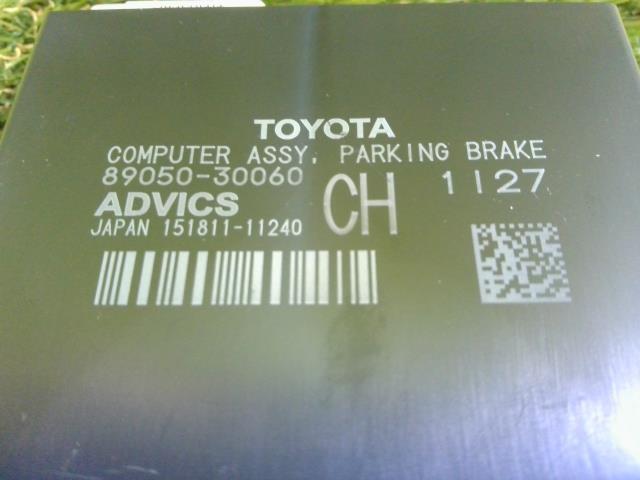 TOYOTA
COMPUTER ASSY, PARKING BRAKE
89050-30060 CH 1127
ADVICS
JAPAN 151811-11240